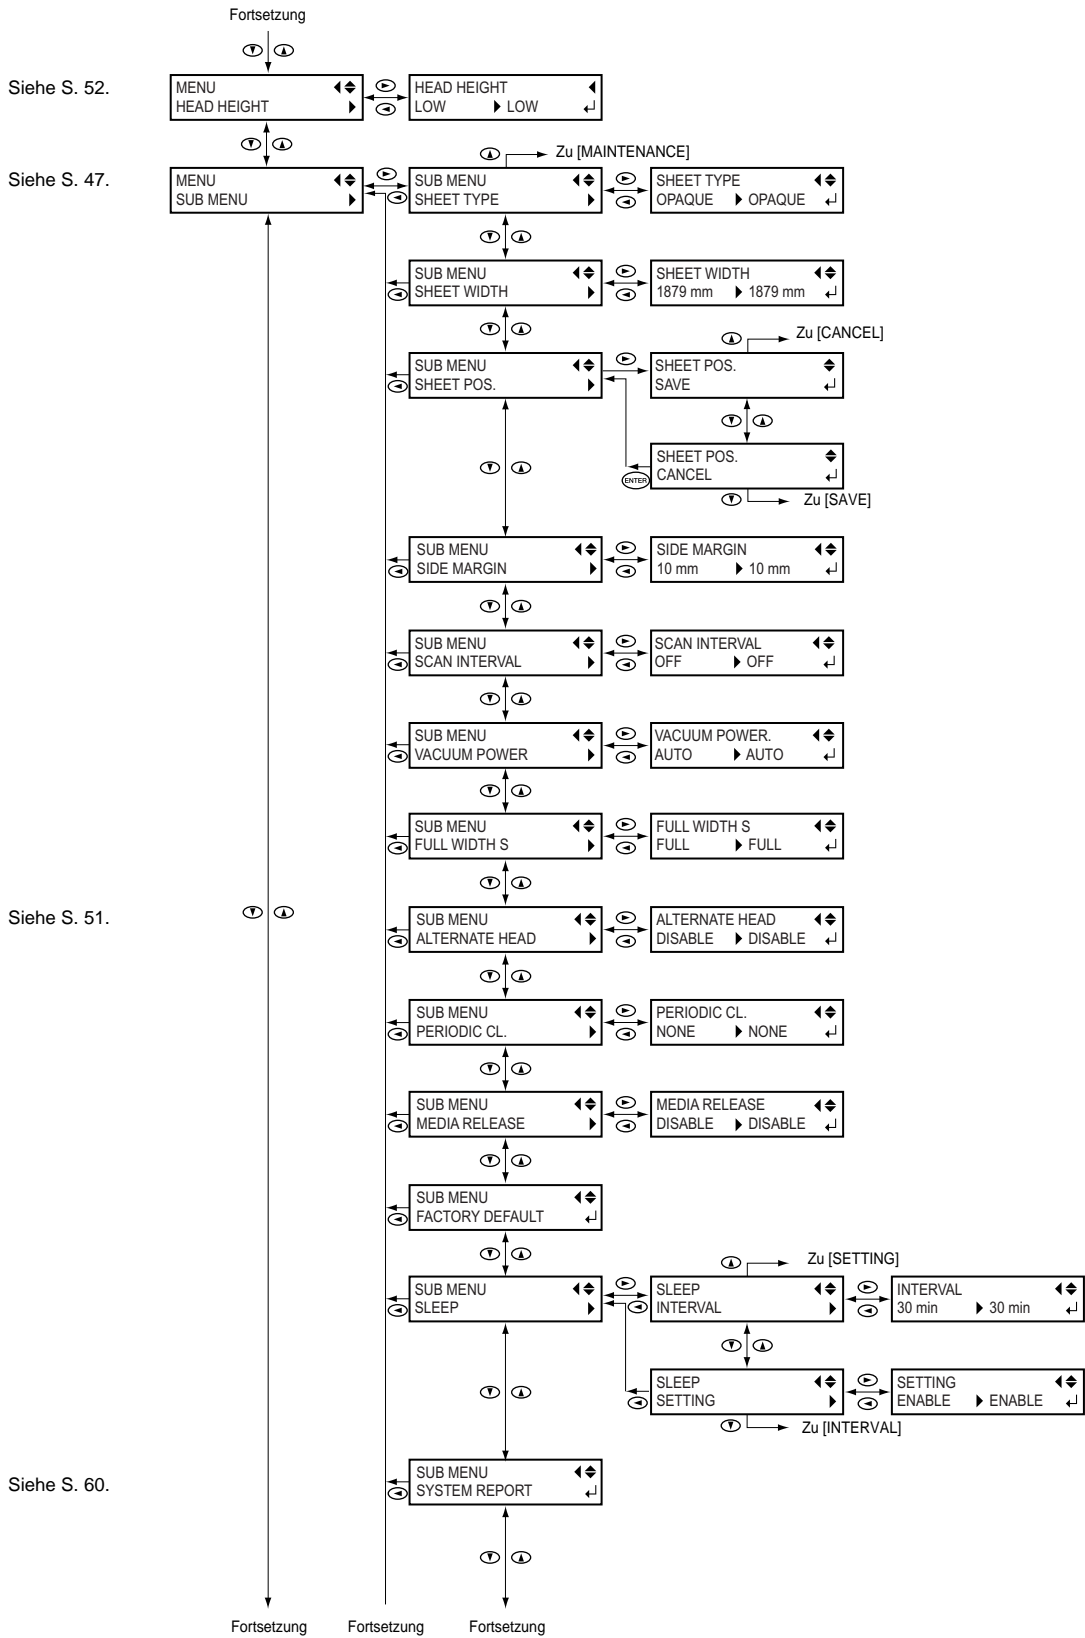 Fortsetzung
Siehe S. 52.
MENU
HEAD HEIGHT
HEAD HEIGHT
LOW LOW
Zu [MAINTENANCE]
Siehe S. 47.
MENU
SUB MENU
SUB MENU
SHEET TYPE
SHEET TYPE
OPAQUE OPAQUE
SUB MENU
SHEET WIDTH
SHEET WIDTH
1879 mm 1879 mm
Zu [CANCEL]
SUB MENU
SHEET POS.
SHEET POS.
SAVE
SHEET POS.
CANCEL
ENTER
Zu [SAVE]
SUB MENU
SIDE MARGIN
SIDE MARGIN
10 mm 10 mm
SUB MENU
SCAN INTERVAL
SCAN INTERVAL
OFF OFF
SUB MENU
VACUUM POWER
VACUUM POWER.
AUTO AUTO
SUB MENU
FULL WIDTH S
FULL WIDTH S
FULL FULL
Siehe S. 51.
SUB MENU
ALTERNATE HEAD
ALTERNATE HEAD
DISABLE DISABLE
SUB MENU
PERIODIC CL.
PERIODIC CL.
NONE NONE
SUB MENU
MEDIA RELEASE
MEDIA RELEASE
DISABLE DISABLE
SUB MENU
FACTORY DEFAULT
Zu [SETTING]
SUB MENU
SLEEP
SLEEP
INTERVAL
INTERVAL
30 min 30 min
SLEEP
SETTING
SETTING
ENABLE ENABLE
Zu [INTERVAL]
Siehe S. 60.
SUB MENU
SYSTEM REPORT
Fortsetzung Fortsetzung Fortsetzung